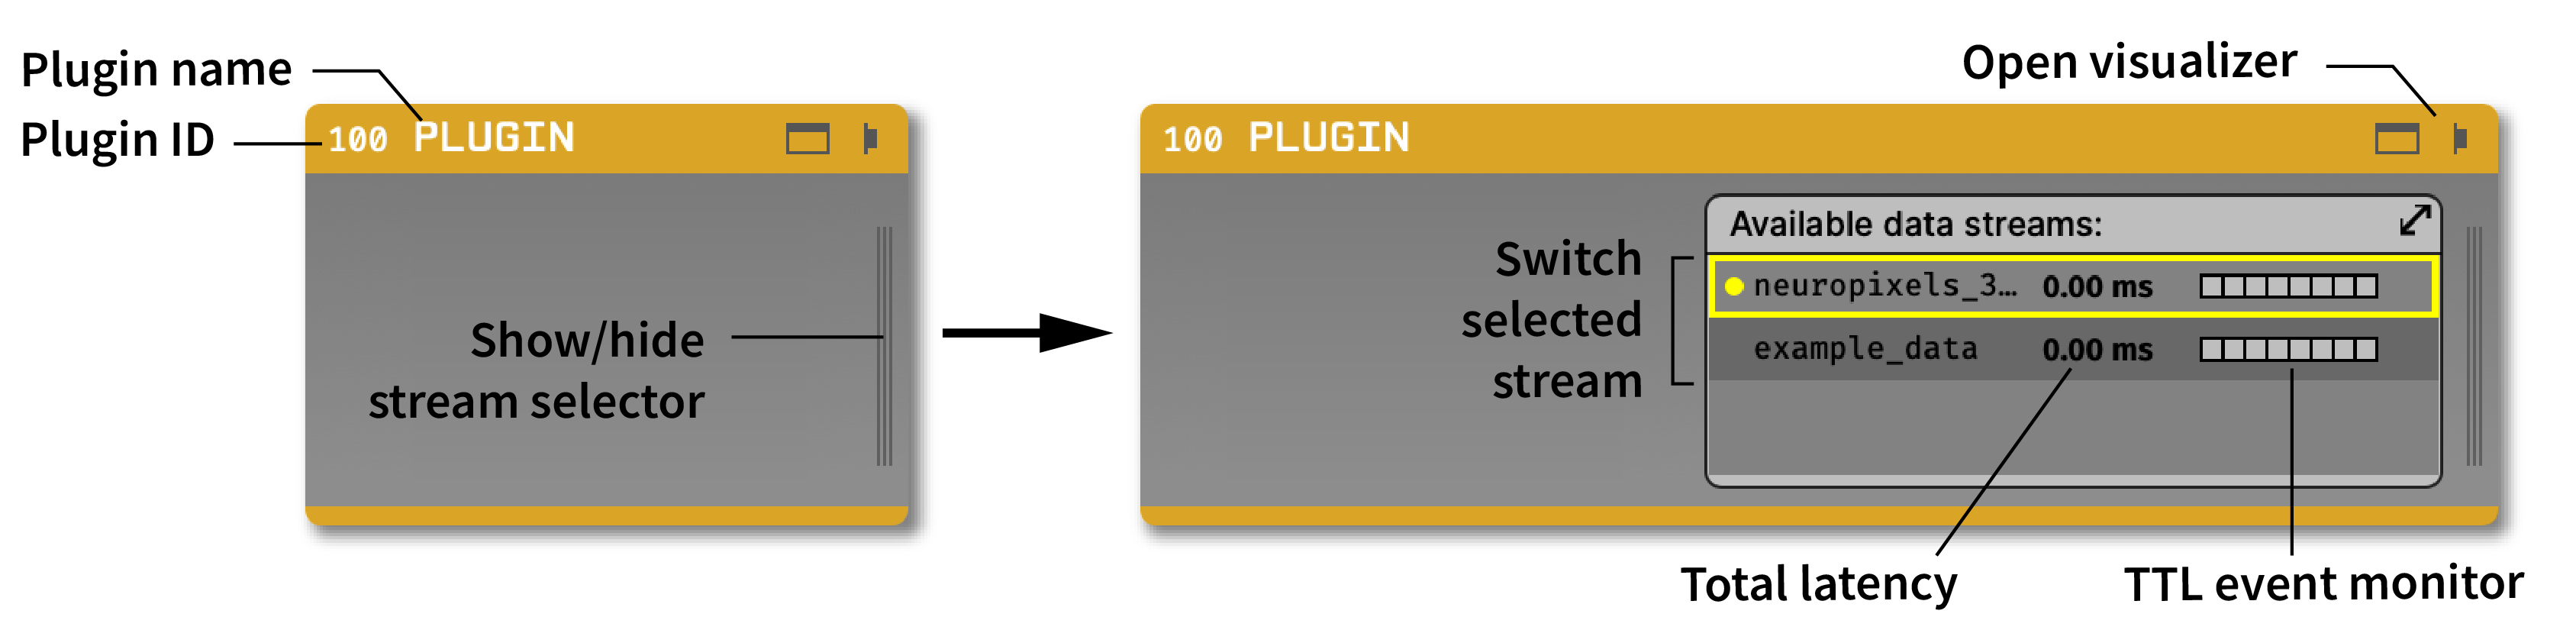 Plugin name
Plugin ID
100 PLUGIN
Show/hide
stream selector
Open visualizer
100 PLUGIN
Available data streams:
Switch
selected
stream
neuropixels_3… 0.00 ms
example_data 0.00 ms
Total latency
TTL event monitor